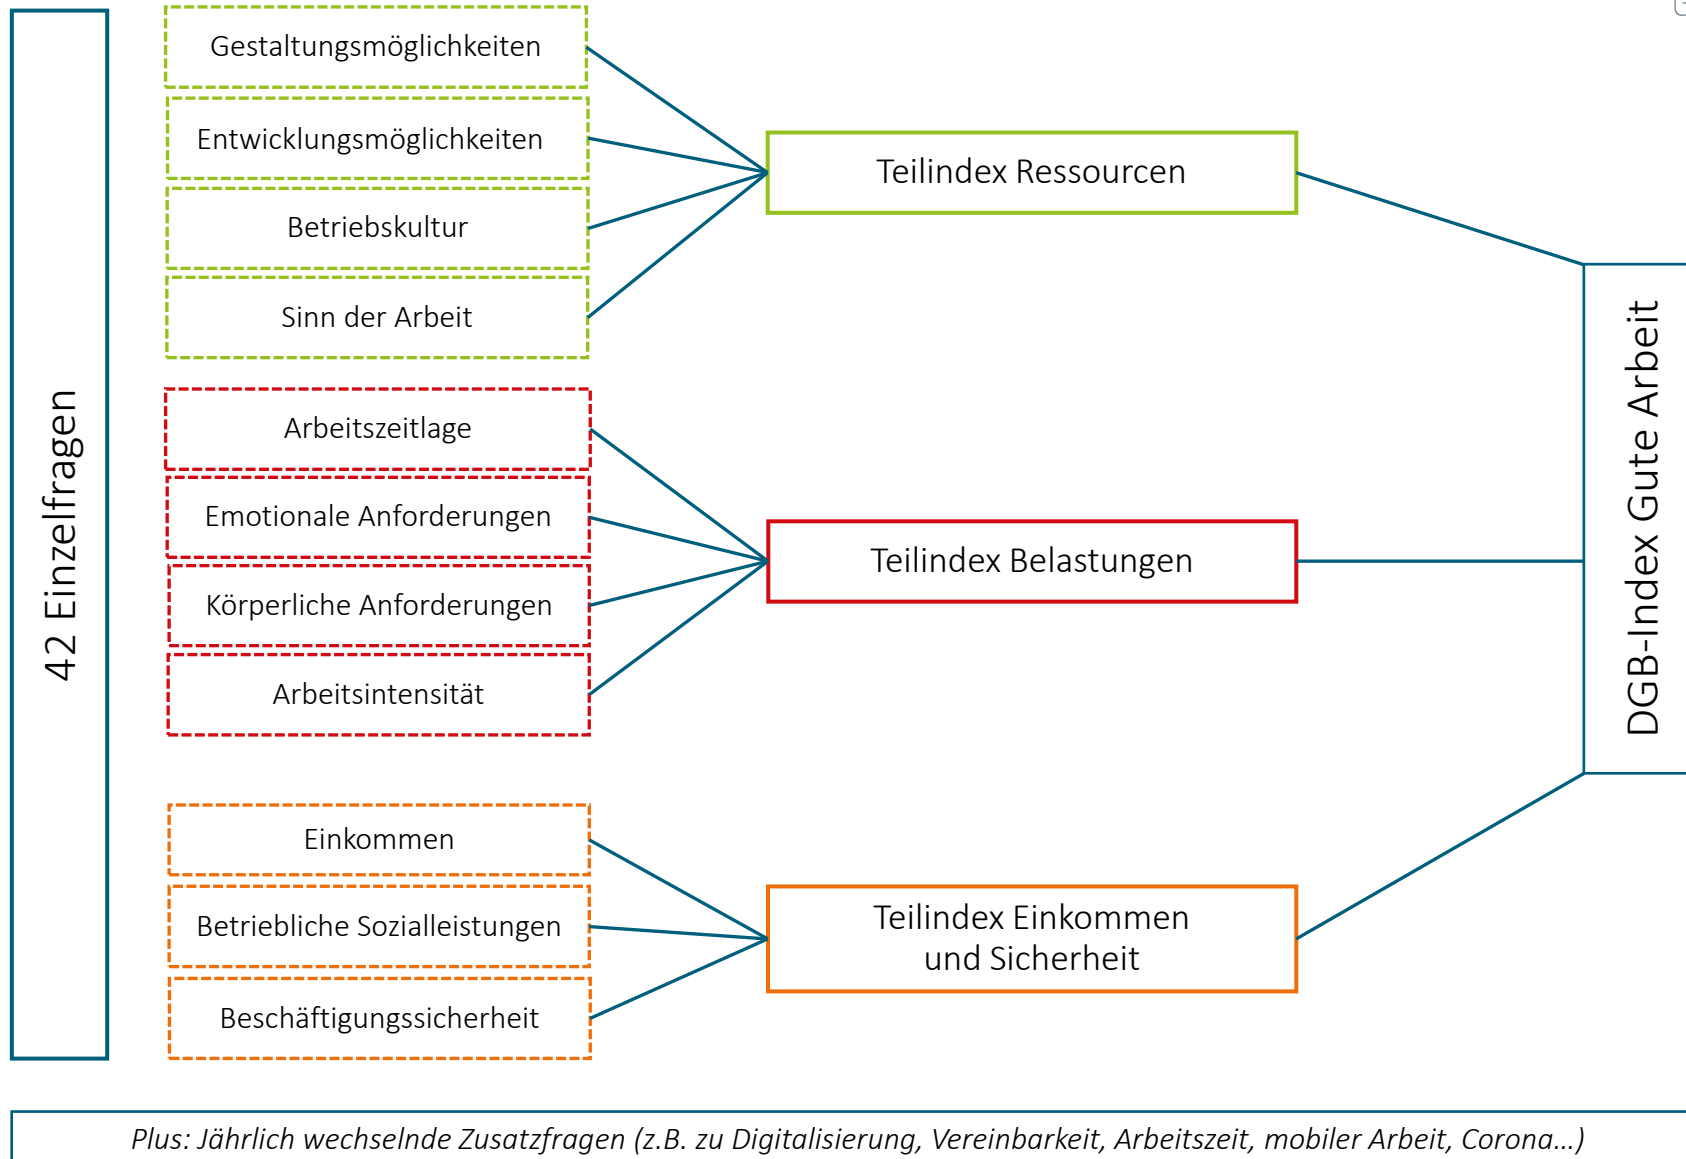 42 Einzelfragen
Gestaltungsmöglichkeiten
Entwicklungsmöglichkeiten
Betriebskultur
Sinn der Arbeit
Teilindex Ressourcen
Arbeitszeitlage
Emotionale Anforderungen
Körperliche Anforderungen
Arbeitsintensität
Teilindex Belastungen
Einkommen
Betriebliche Sozialleistungen
Beschäftigungssicherheit
Teilindex Einkommen
und Sicherheit
DGB-Index Gute Arbeit
Plus: Jährlich wechselnde Zusatzfragen (z.B. zu Digitalisierung, Vereinbarkeit, Arbeitszeit, mobiler Arbeit, Corona...)